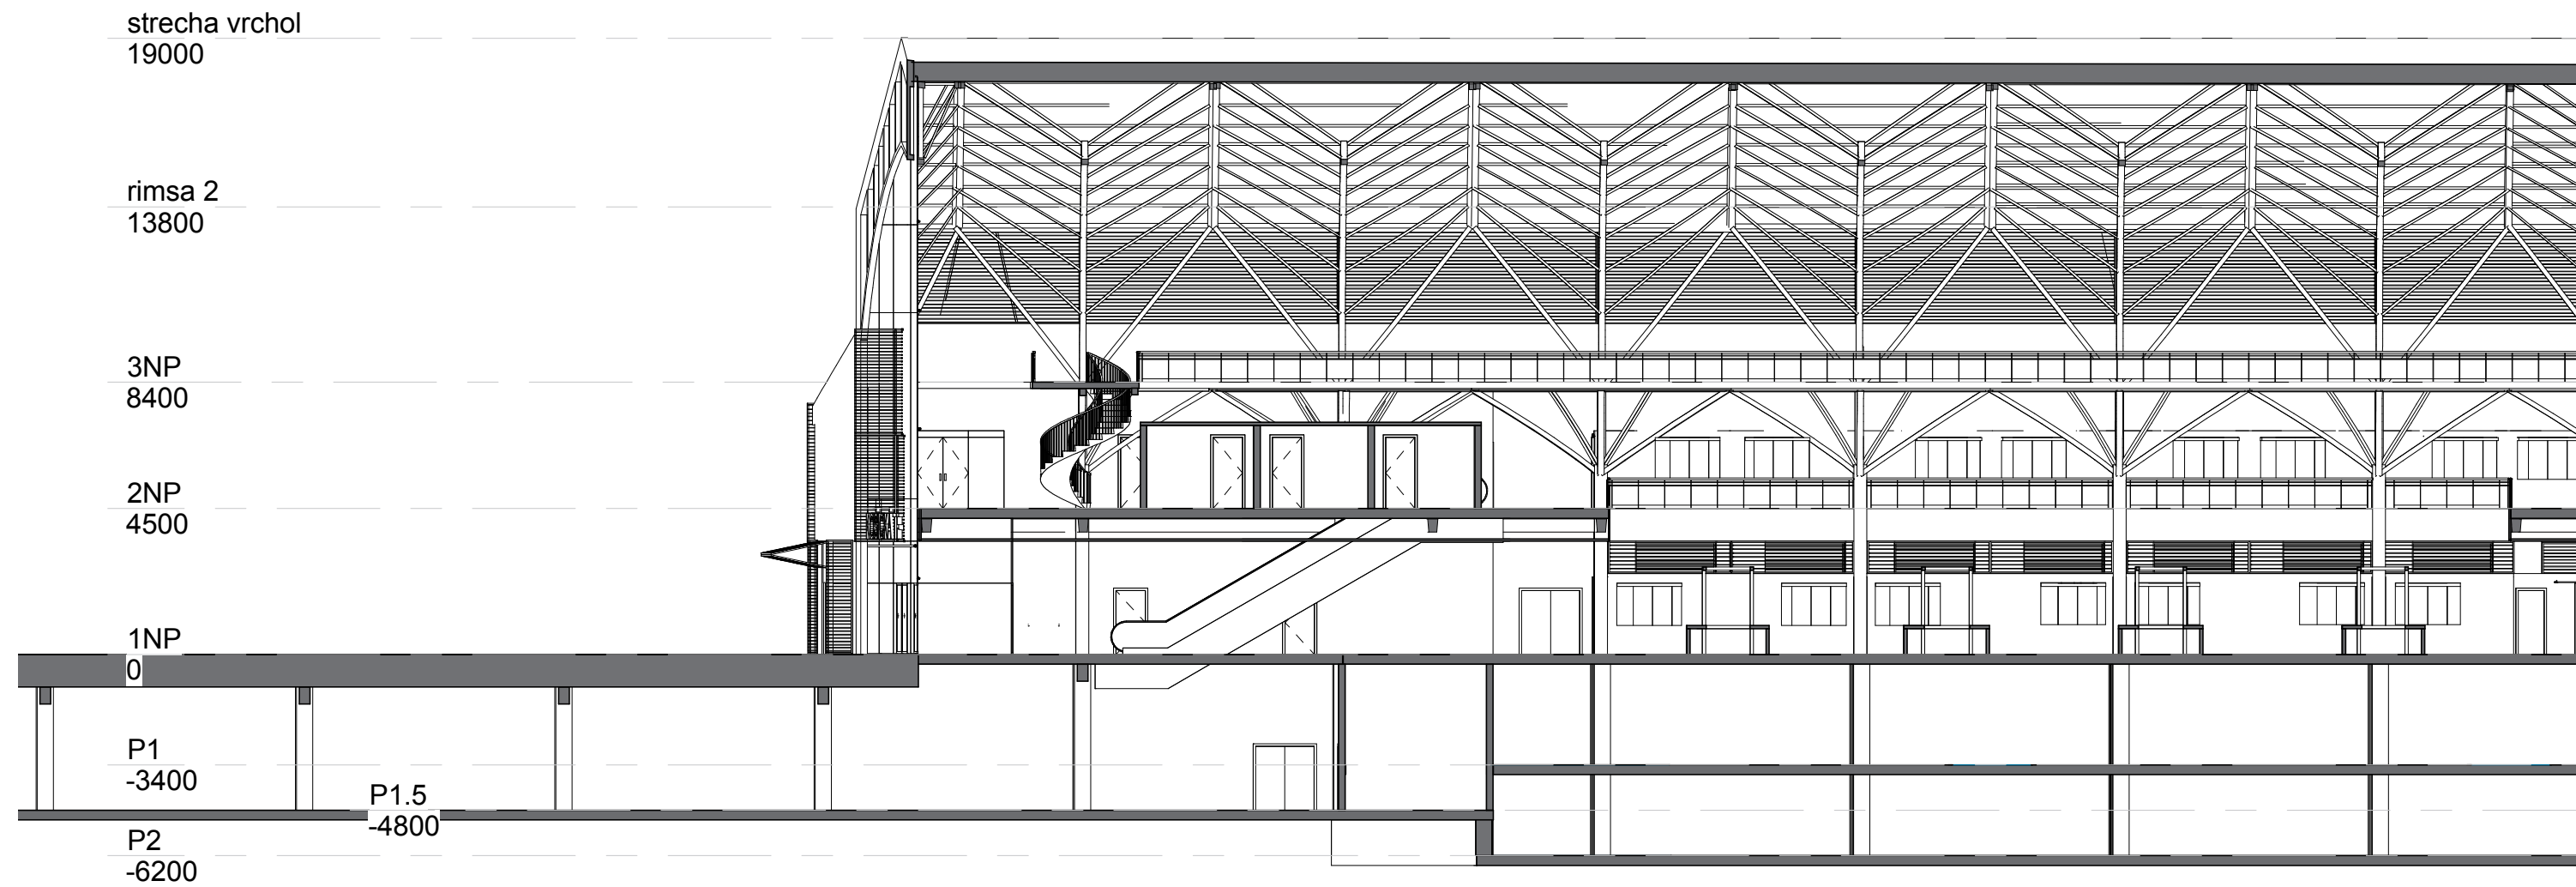 strecha vrchol
19000
rimsa 2
13800
3NP
8400
2NP
4500
1NP
0
P1
-3400
P1.5
-4800
P2
-6200